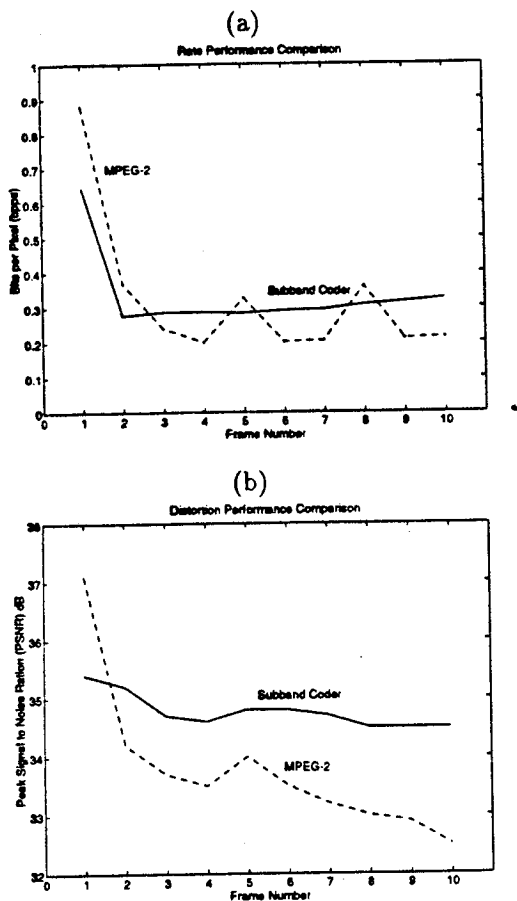 (a)
Rate Performance Comparison
1
0.9
0.8
0.7
0.6
0.5
0.4
0.3
0.2
0.1
0
Bits per Pixel (bpps)
MPEG-2
Subband Coder
0 1 2 3 4 5 6 7 8 9 10
Frame Number
(b)
Distortion Performance Comparison
38
37
36
35
34
33
32
Peak Signal to Noise Ration (PSNR) dB
Subband Coder
MPEG-2
0 1 2 3 4 5 6 7 8 9 10
Frame Number